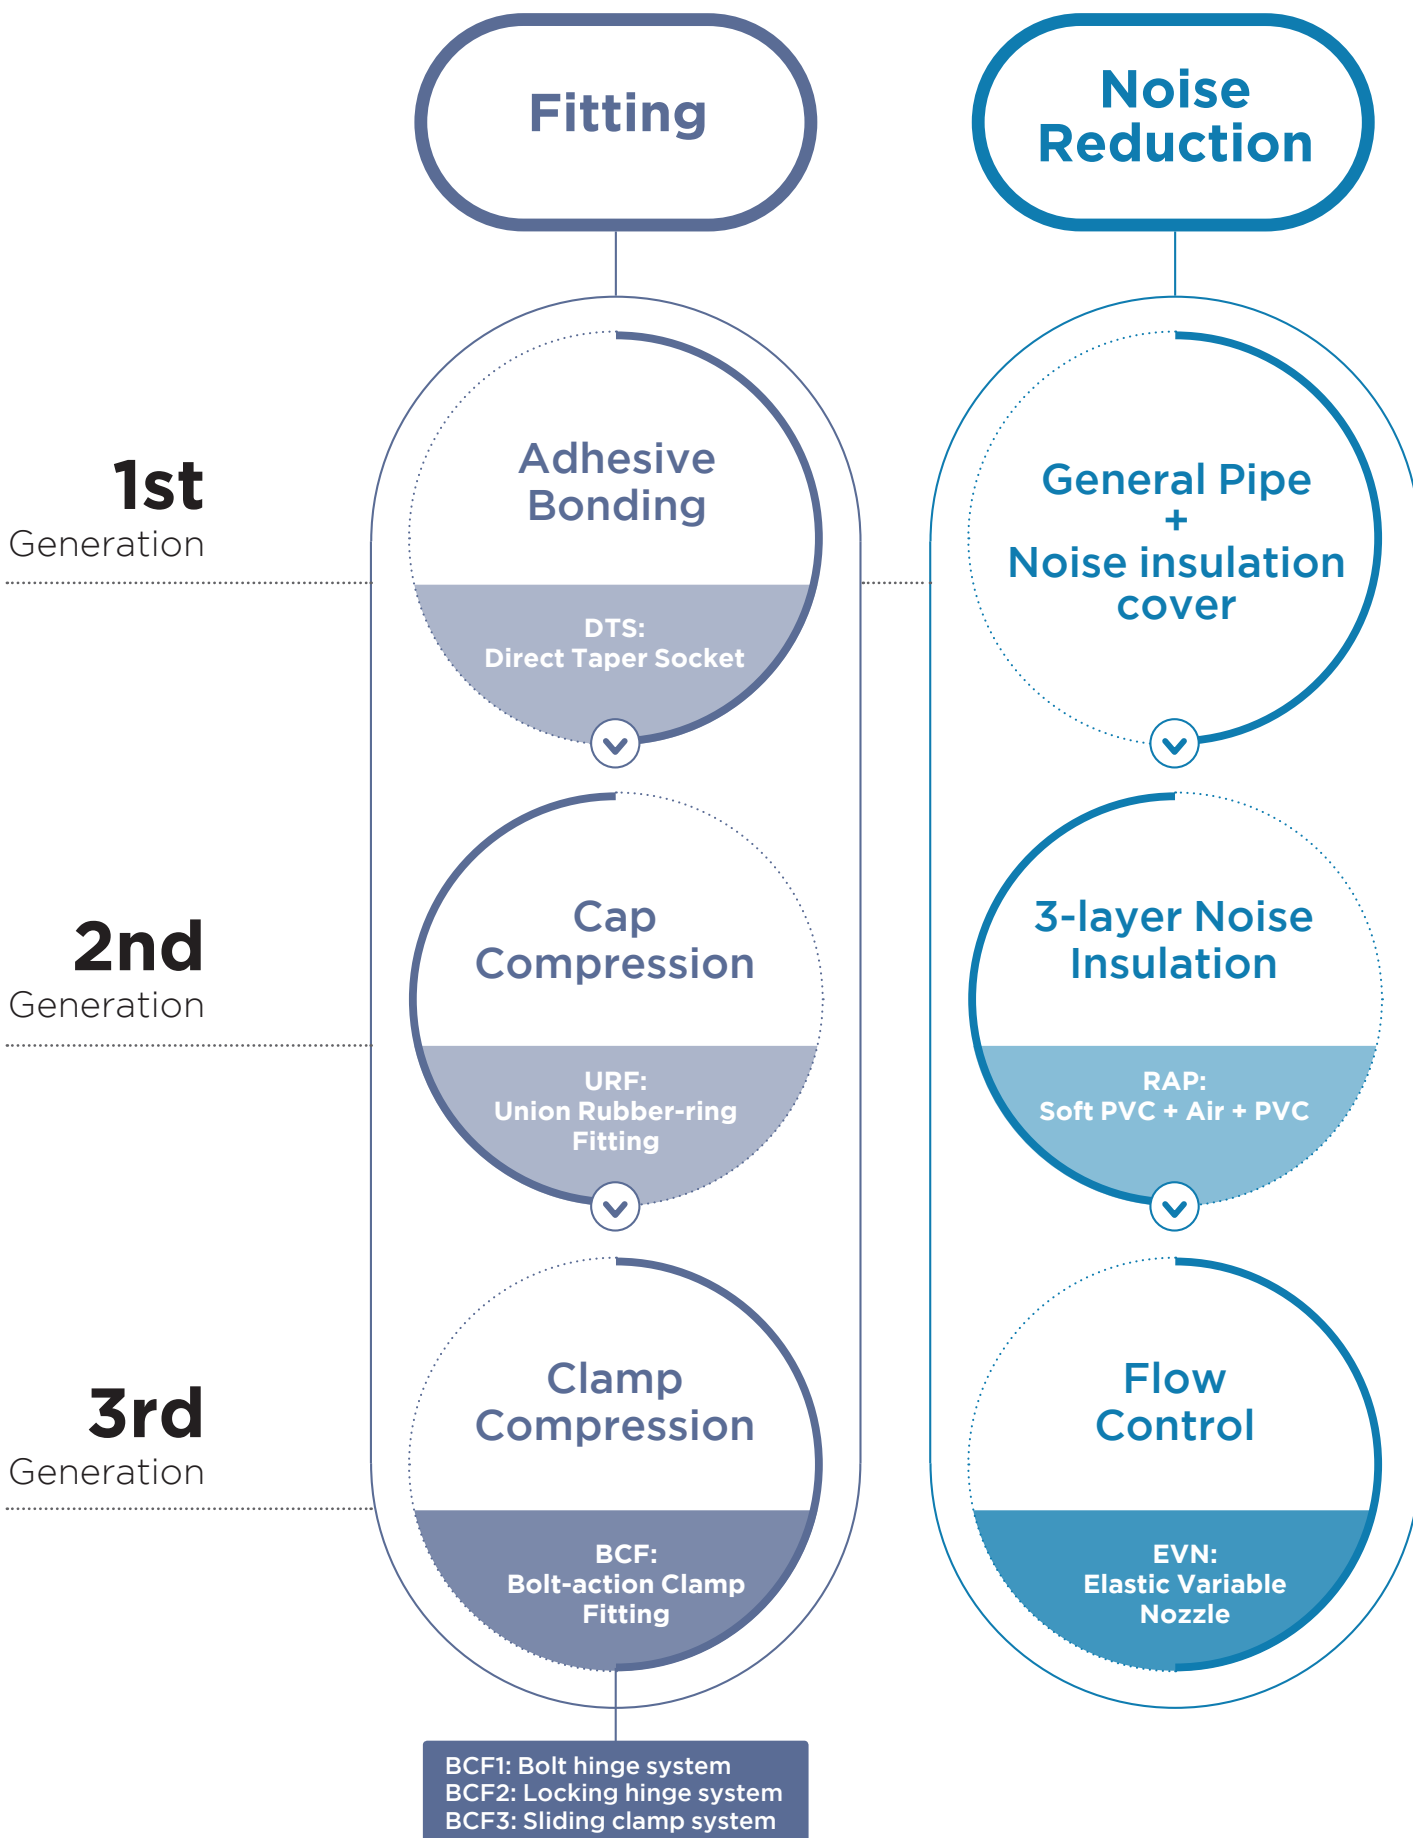 Fitting
Noise
Reduction
1st
Generation
Adhesive
Bonding
DTS:
Direct Taper Socket
General Pipe
+
Noise insulation
cover
2nd
Generation
Cap
Compression
URF:
Union Rubber-ring
Fitting
3-layer Noise
Insulation
RAP:
Soft PVC + Air + PVC
3rd
Generation
Clamp
Compression
BCF:
Bolt-action Clamp
Fitting
Flow
Control
EVN:
Elastic Variable
Nozzle
BCF1: Bolt hinge system
BCF2: Locking hinge system
BCF3: Sliding clamp system